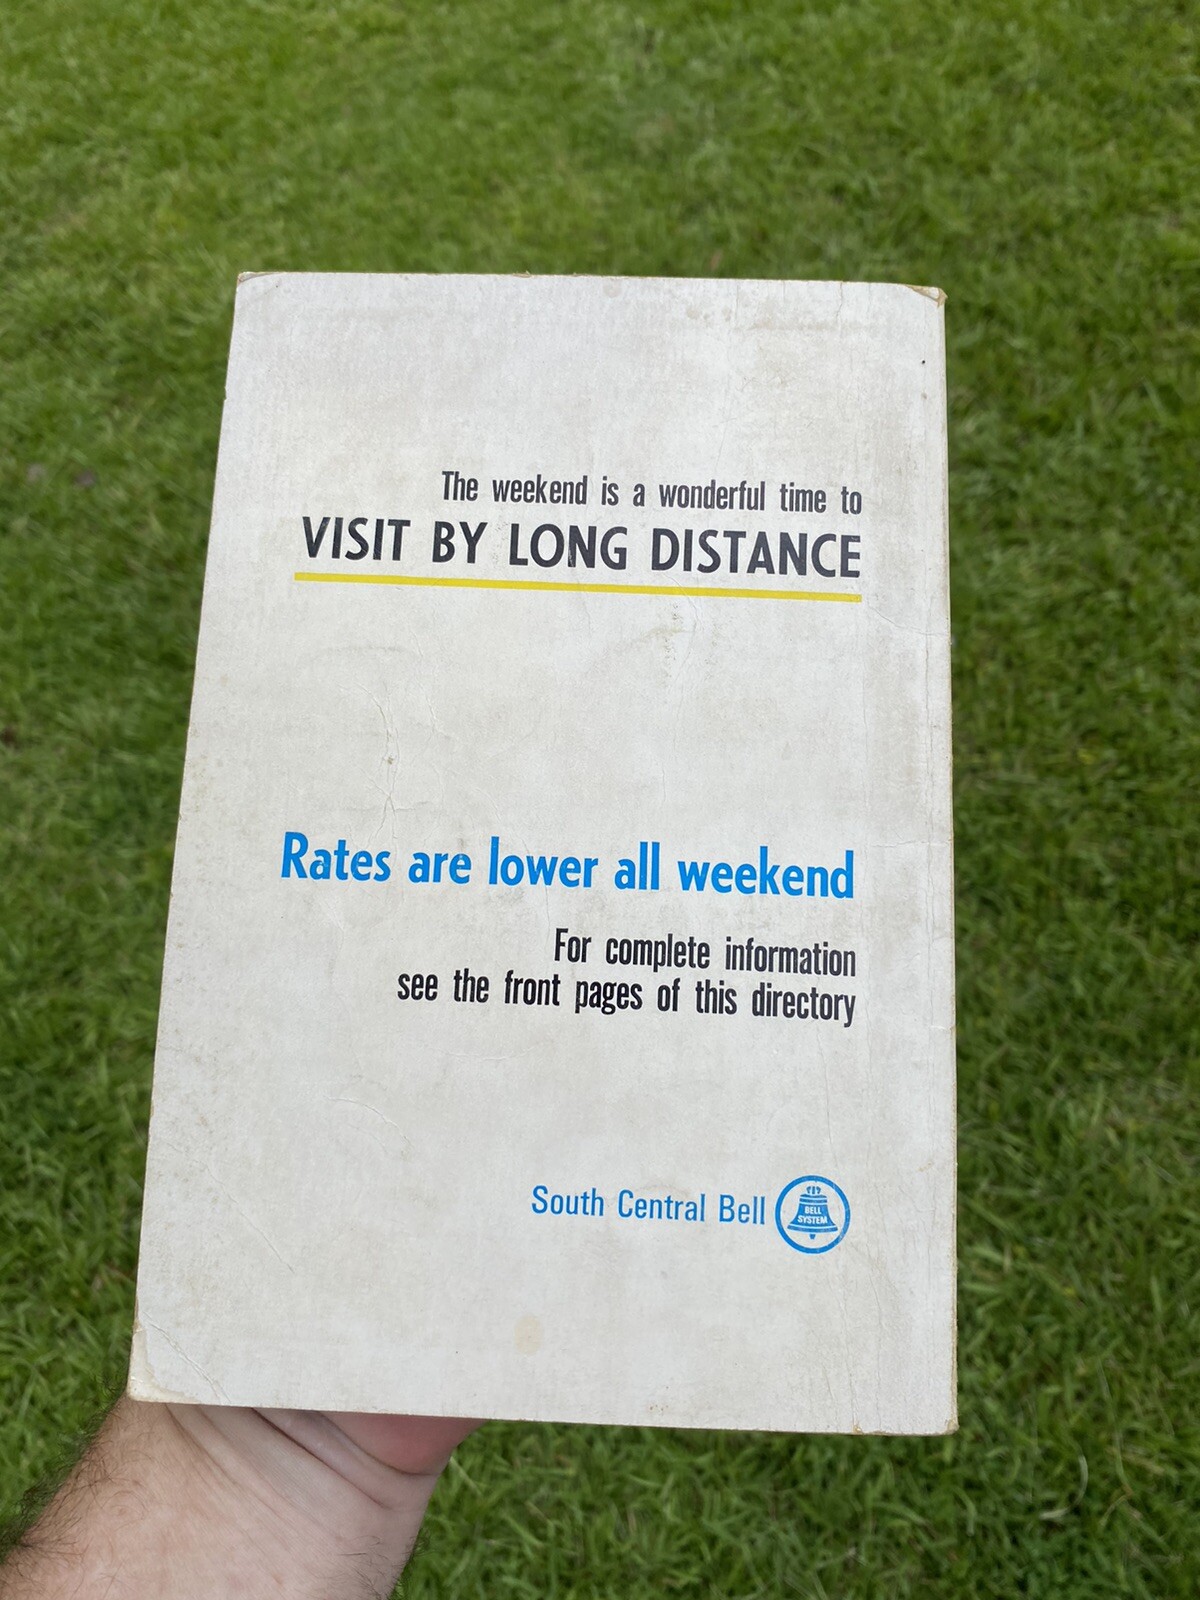 The weekend is a wonderful time to
VISIT BY LONG DISTANCE
Rates are lower all weekend
For complete information
see the front pages of this directory
South Central Bell
BELL
SYSTEM